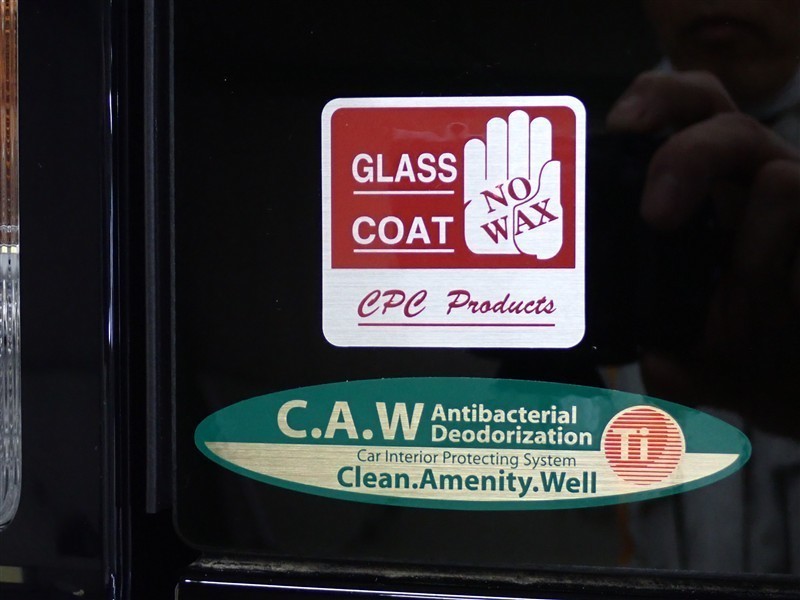 GLASS
COAT
NO
WAX
CPC Products
C.A.W
Antibacterial
Deodorization
Ti
Car Interior Protecting System
Clean.Amenity.Well